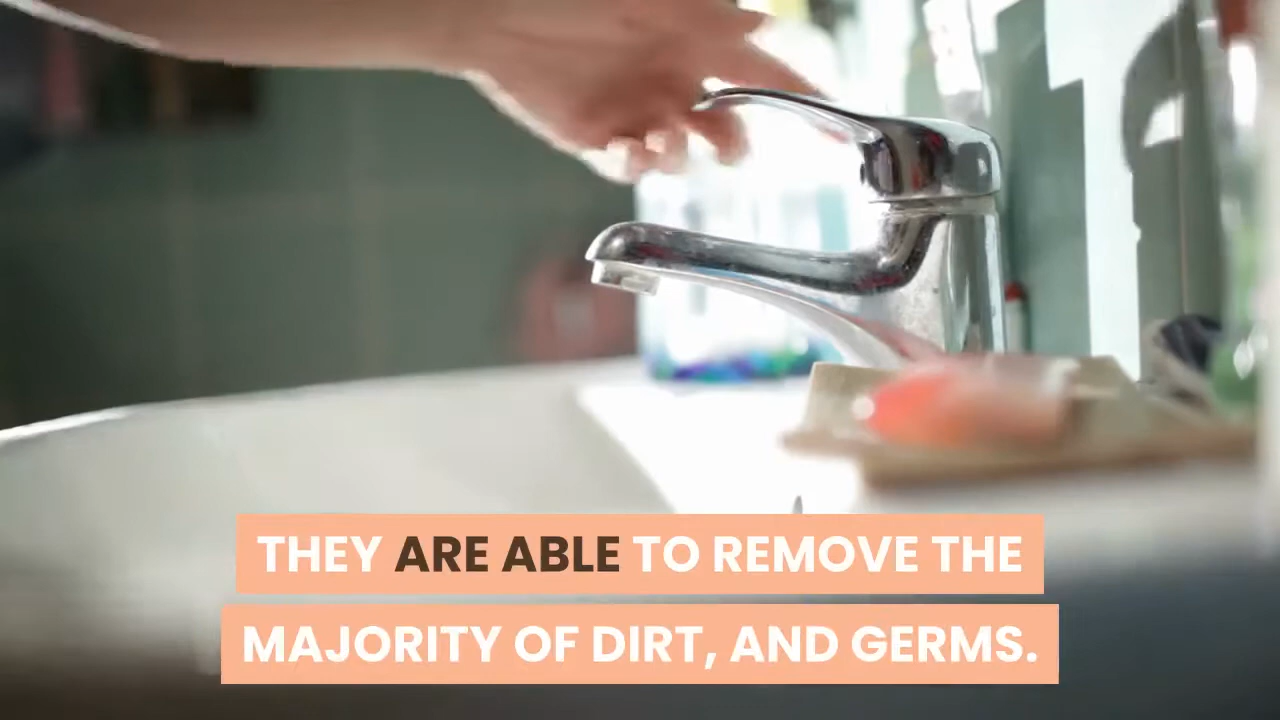 THEY ARE ABLE TO REMOVE THE
MAJORITY OF DIRT, AND GERMS.